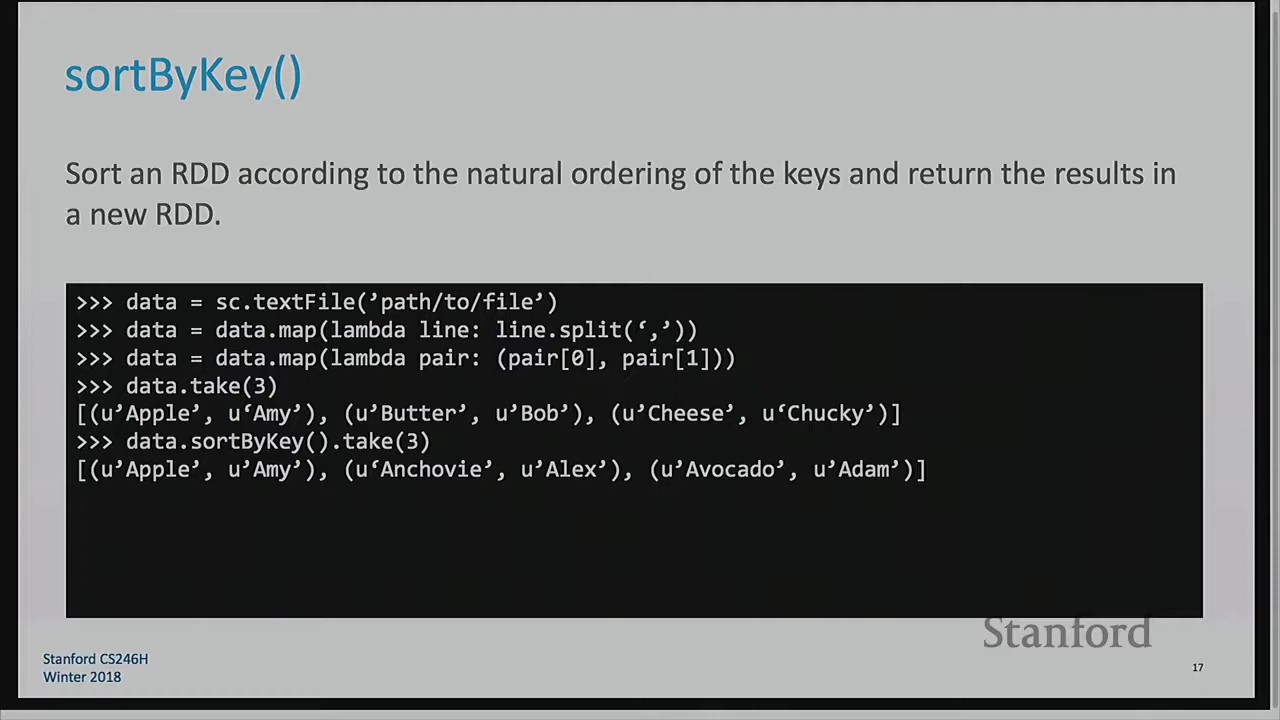 sortByKey()
Sort an RDD according to the natural ordering of the keys and return the results in
a new RDD.
>>> data = sc.textFile(’path/to/file’)
>>> data = data.map(lambda line: line.split(‘,’))
>>> data = data.map(lambda pair: (pair[0], pair[1]))
>>> data.take(3)
[(u’Apple’, u‘Amy’), (u’Butter’, u’Bob’), (u’Cheese’, u‘Chucky’)]
>>> data.sortByKey().take(3)
[(u’Apple’, u’Amy’), (u‘Anchovie’, u’Alex’), (u’Avocado’, u’Adam’)]
Stanford
Stanford CS246H
Winter 2018
17